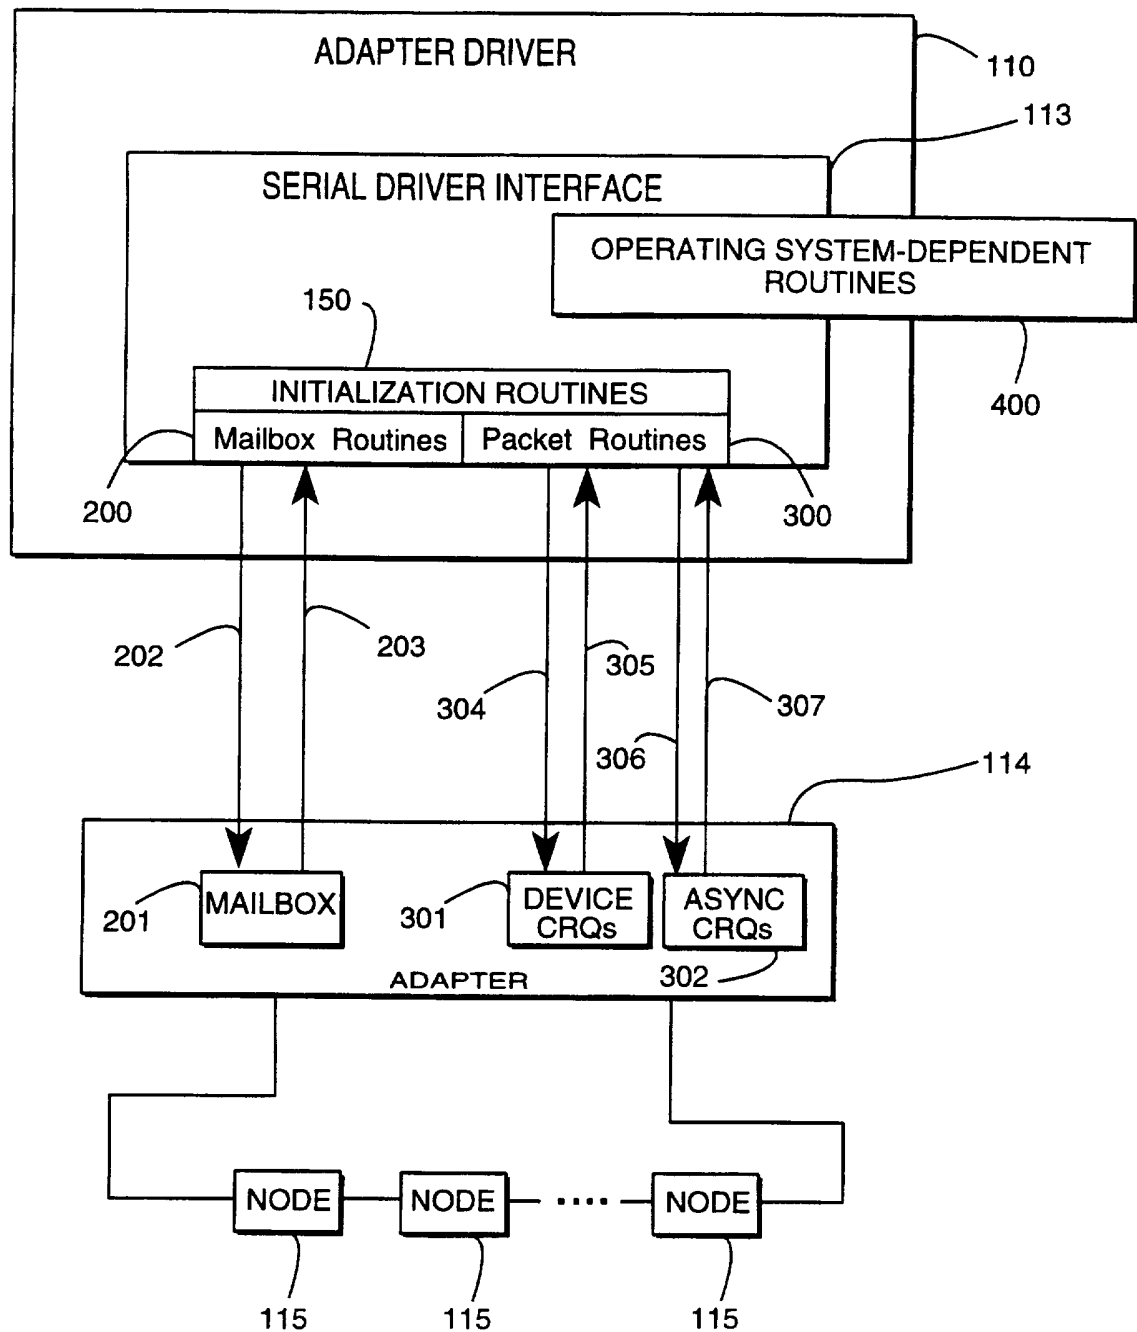 ADAPTER DRIVER
110
113
SERIAL DRIVER INTERFACE
OPERATING SYSTEM-DEPENDENT
ROUTINES
150
INITIALIZATION ROUTINES
400
Mailbox Routines
Packet Routines
200
300
202
203
304
305
306
307
114
201
MAILBOX
301
DEVICE
CRQs
ASYNC
CRQs
302
ADAPTER
NODE
NODE
....
NODE
115
115
115